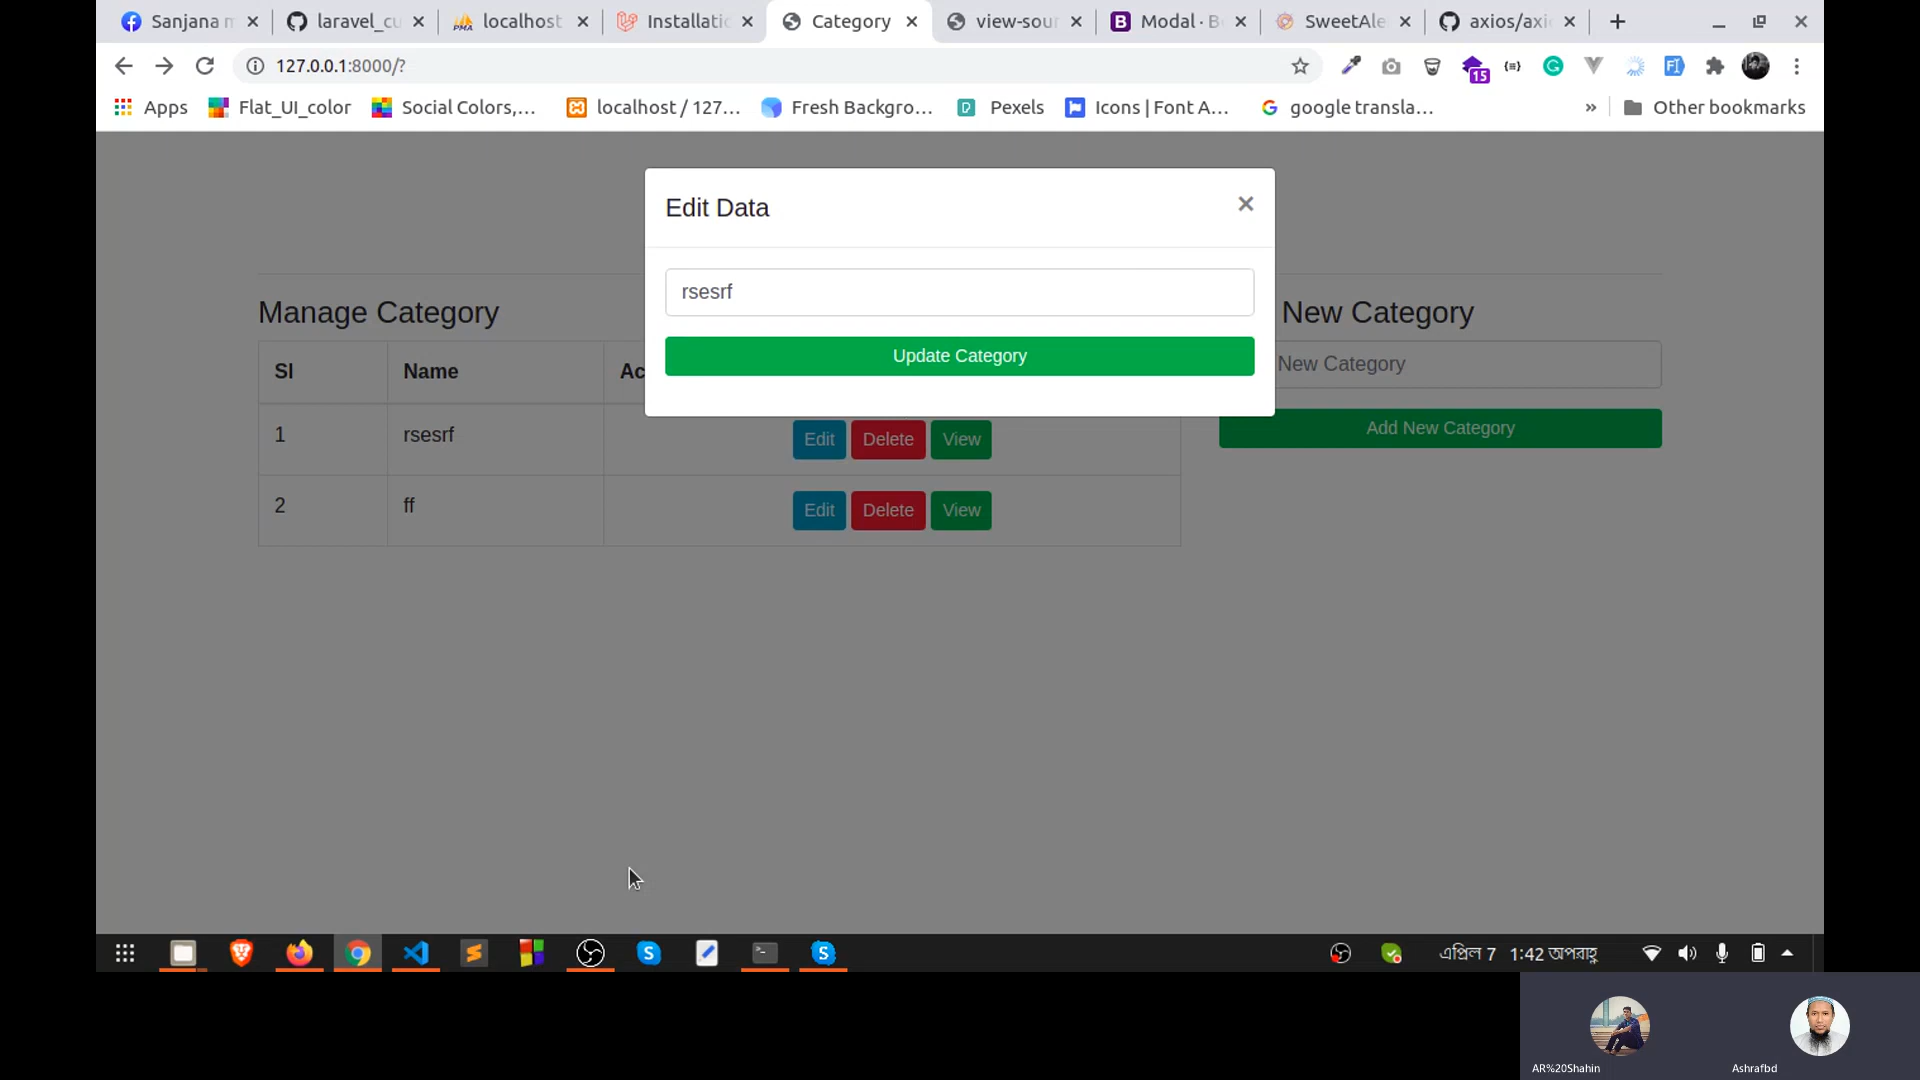 Sanjana m
laravel_cu
localhost
Installatio
Category
view-sour
Modal · B
SweetAle
axios/axi
127.0.0.1:8000/?
15
Apps
Flat_UI_color
Social Colors,...
localhost / 127...
Fresh Backgro...
Pexels
Icons | Font A...
google transla...
»
Other bookmarks
Edit Data
×
rsesrf
Update Category
Manage Category
New Category
Sl
Name
Ac
New Category
1
rsesrf
Edit
Delete
View
Add New Category
2
ff
Edit
Delete
View
এপ্রিল 7 1:42 অপরাহ্ণ
AR%20Shahin
Ashrafbd